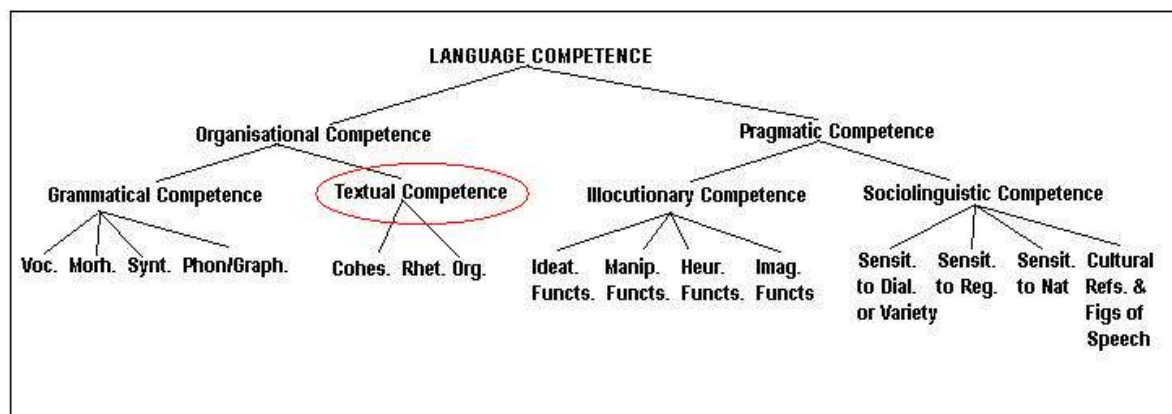 LANGUAGE COMPETENCE
Organisational Competence
Pragmatic Competence
Grammatical Competence
Textual Competence
Illocutionary Competence
Sociolinguistic Competence
Voc. Morh. Synt. Phon/Graph.
Cohes. Rhet. Org.
Ideat.
Functs.
Manip.
Functs.
Heur.
Functs.
Imag.
Functs
Sensit.
to Dial.
or Variety
Sensit.
to Reg.
Sensit.
to Nat
Cultural
Refs. &
Figs of
Speech